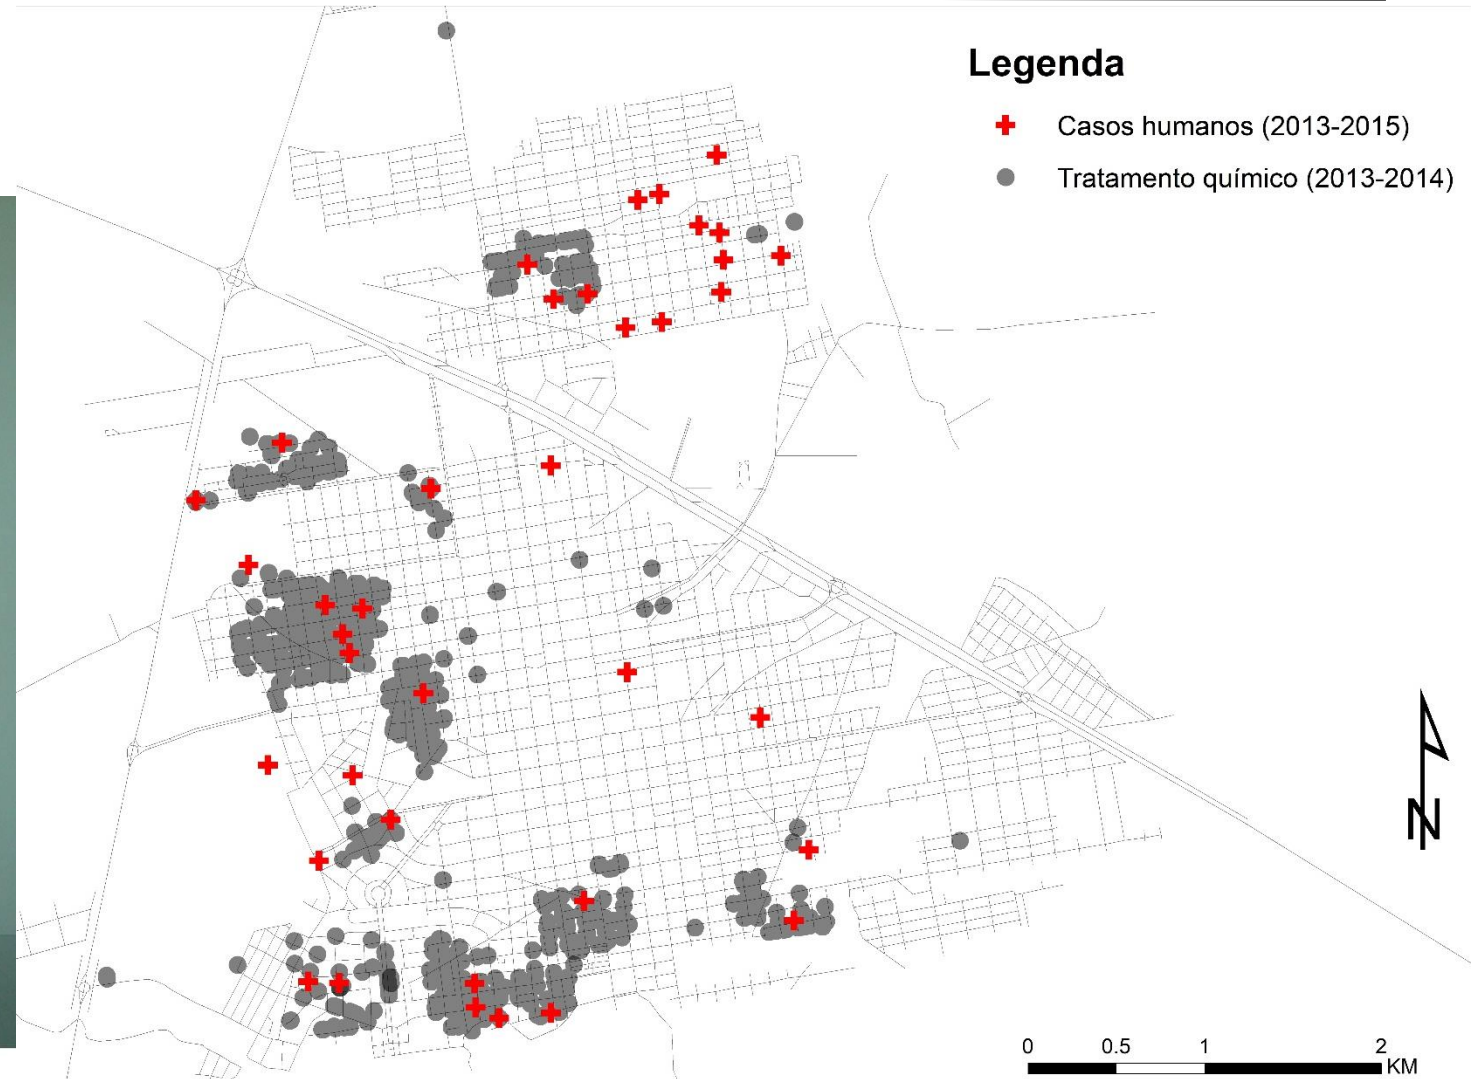 Legenda
Casos humanos (2013-2015)
Tratamento químico (2013-2014)
N
0 0.5 1 2
KM